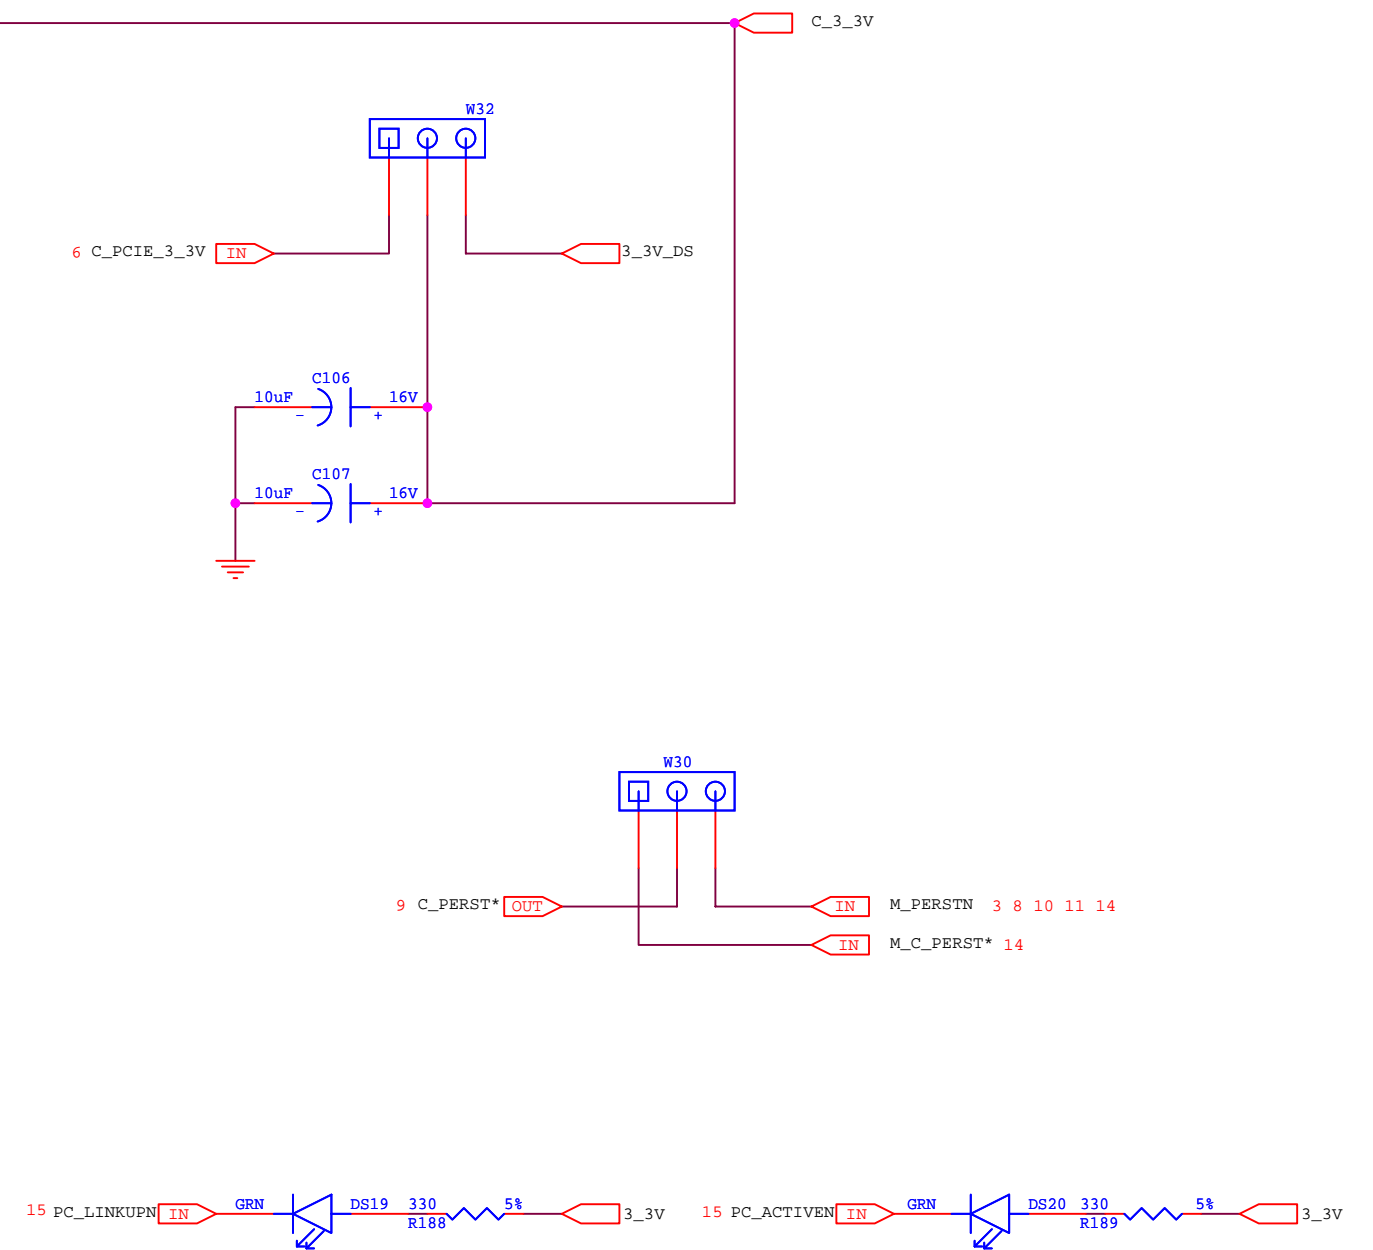 C_3_3V
W32
6 C_PCIE_3_3V IN 3_3V_DS
C106
10uF 16V
- +
C107
10uF 16V
- +
W30
9 C_PERST* OUT IN M_PERSTN 3 8 10 11 14
IN M_C_PERST* 14
15 PC_LINKUPN IN GRN DS19 330 5% 3_3V 15 PC_ACTIVEN IN GRN DS20 330 5% 3_3V
R188 R189